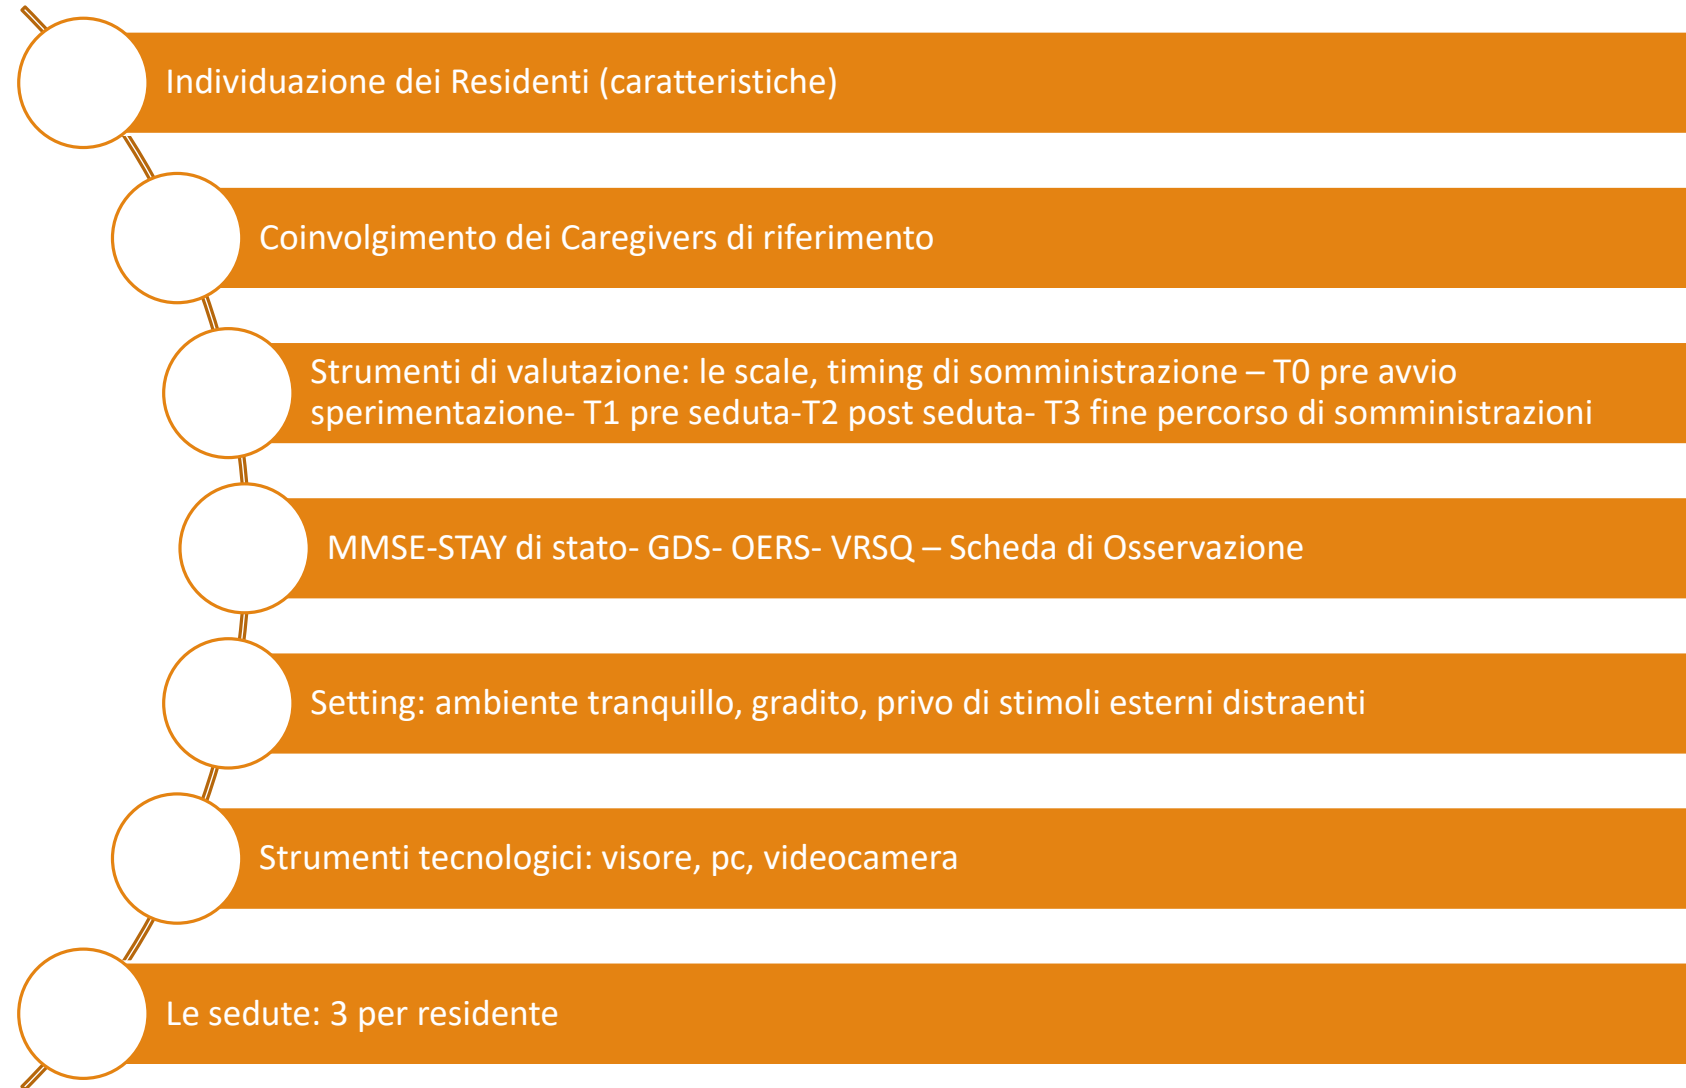 Individuazione dei Residenti (caratteristiche)
Coinvolgimento dei Caregivers di riferimento
Strumenti di valutazione: le scale, timing di somministrazione – T0 pre avvio
sperimentazione- T1 pre seduta-T2 post seduta- T3 fine percorso di somministrazioni
MMSE-STAY di stato- GDS- OERS- VRSQ – Scheda di Osservazione
Setting: ambiente tranquillo, gradito, privo di stimoli esterni distraenti
Strumenti tecnologici: visore, pc, videocamera
Le sedute: 3 per residente